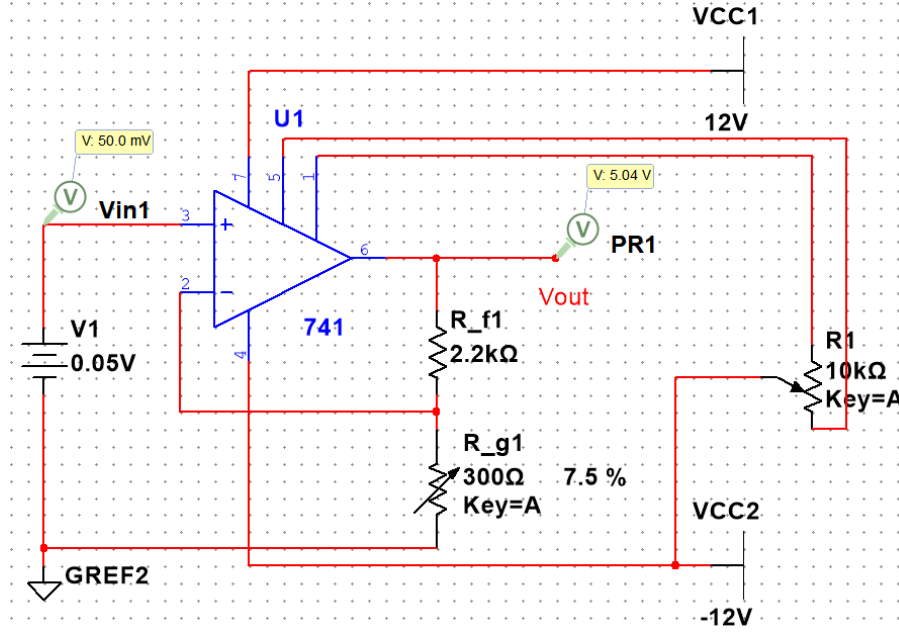 VCC1
12V
U1
V: 50.0 mV
7
5
1
V: 5.04 V
Vin1
3
+
6
PR1
2
−
Vout
741
4
V1
0.05V
R_f1
2.2kΩ
R1
10kΩ
Key=A
R_g1
300Ω 7.5 %
Key=A
VCC2
-12V
GREF2
V
V